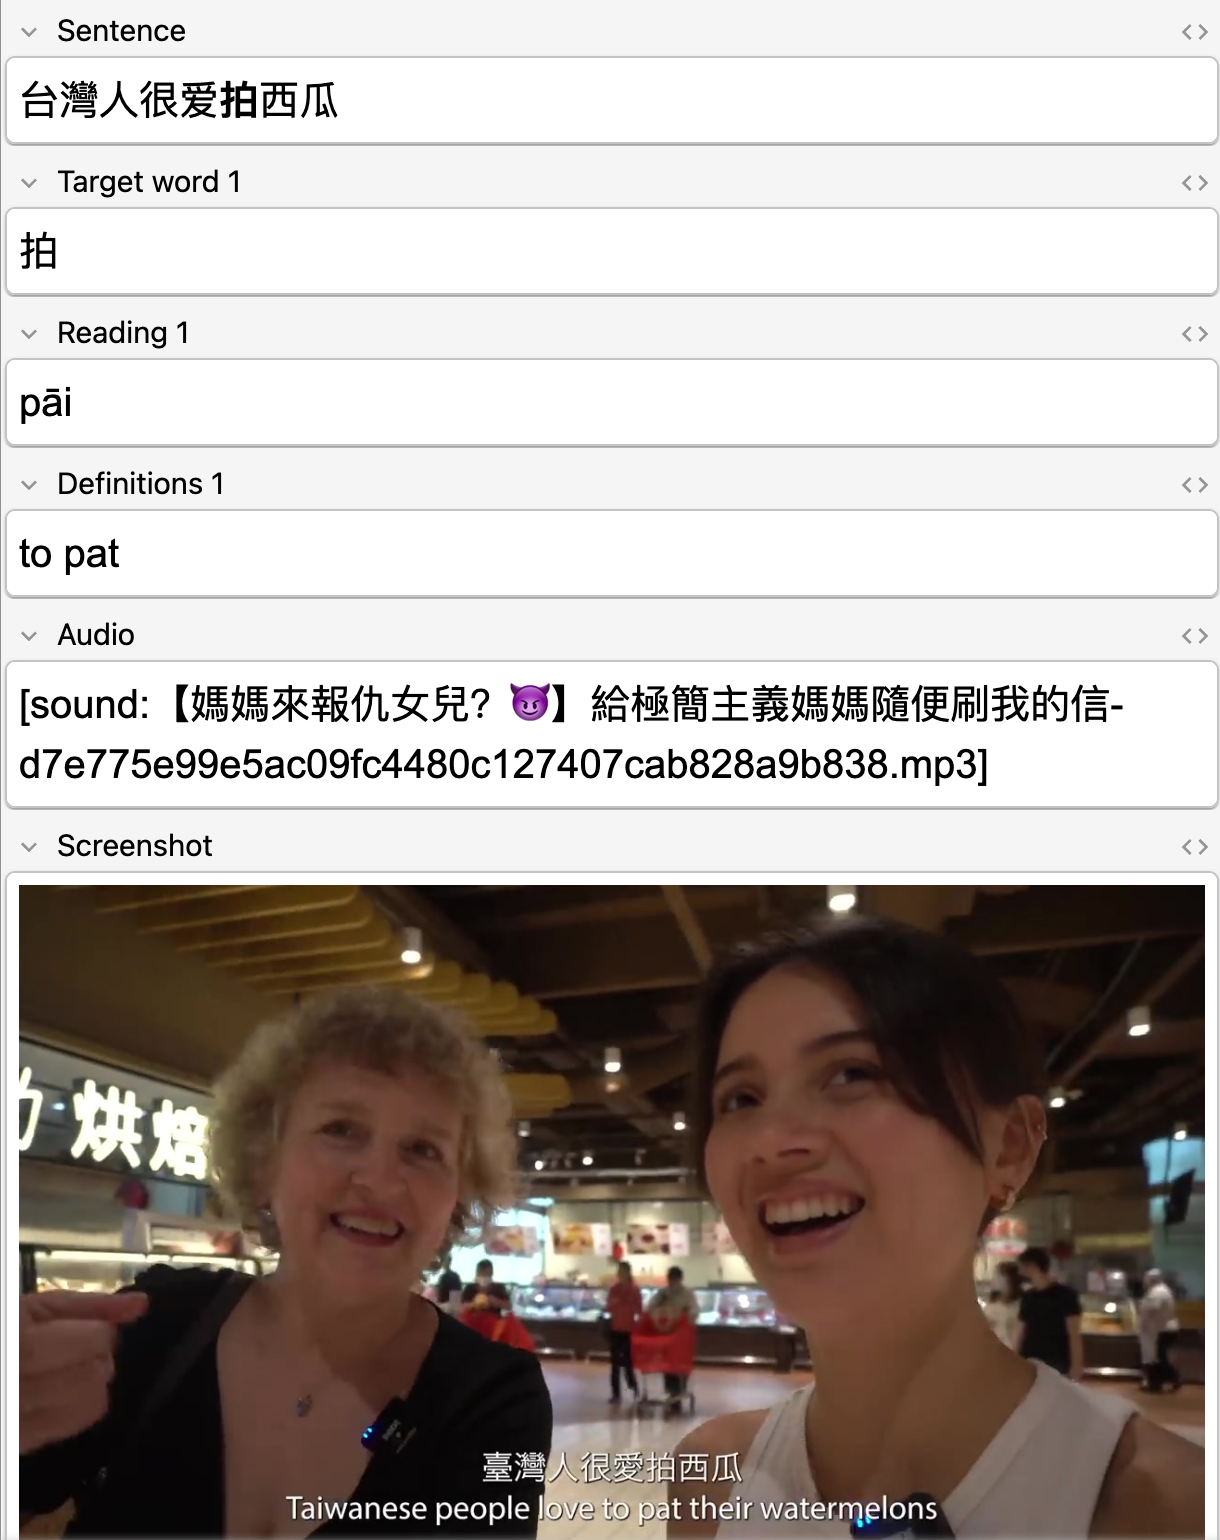 Sentence
台灣人很爱拍西瓜
Target word 1
拍
Reading 1
pāi
Definitions 1
to pat
Audio
[sound:【媽媽來報仇女兒？😈】給極簡主義媽媽隨便刷我的信-
d7e775e99e5ac09fc4480c127407cab828a9b838.mp3]
Screenshot
烘焙
臺灣人很愛拍西瓜
Taiwanese people love to pat their watermelons